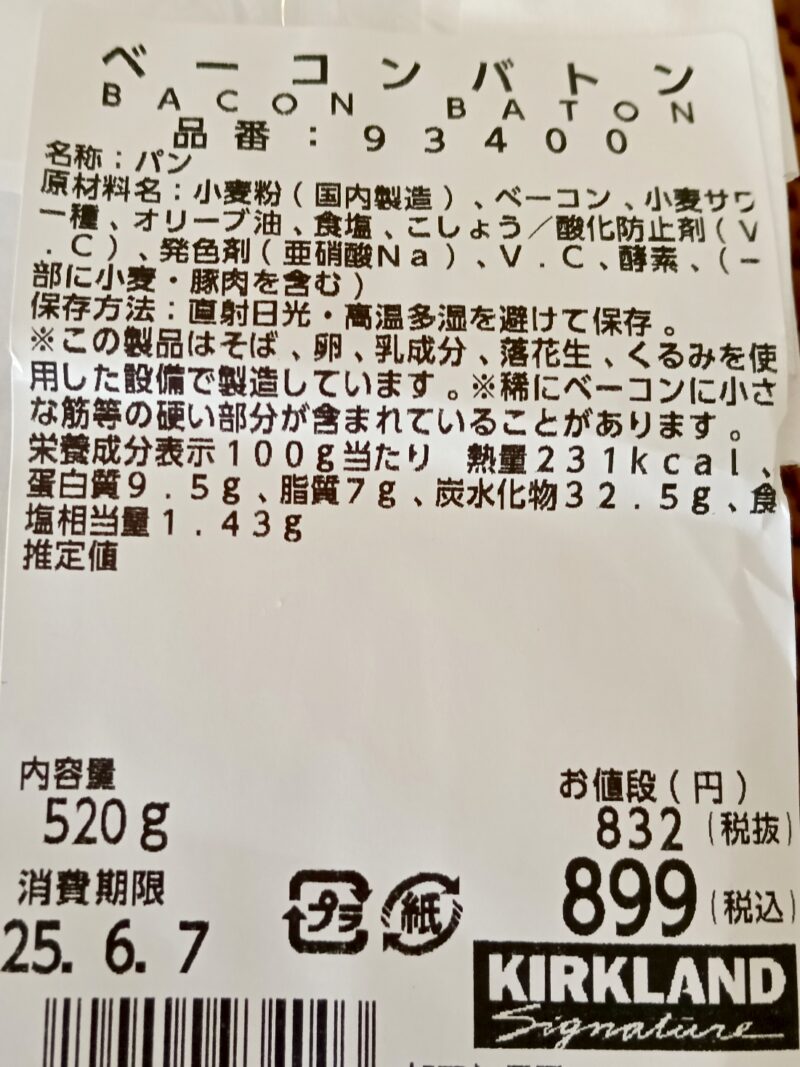 ベーコンバトン
BACON BATON
品番：93400
名称：パン
原材料名：小麦粉（国内製造）、ベーコン、小麦サワ
ー種、オリーブ油、食塩、こしょう／酸化防止剤（V
．C）、発色剤（亜硝酸Na）、V．C、酵素、（一
部に小麦・豚肉を含む）
保存方法：直射日光・高温多湿を避けて保存。
※この製品はそば、卵、乳成分、落花生、くるみを使
用した設備で製造しています。※稀にベーコンに小さ
な筋等の硬い部分が含まれていることがあります。
栄養成分表示100g当たり　熱量231kcal、
蛋白質9．5g、脂質7g、炭水化物32．5g、食
塩相当量1．43g
推定値
内容量
520g
お値段（円）
832（税抜）
899（税込）
消費期限
25. 6. 7
プラ
紙
KIRKLAND
Signature